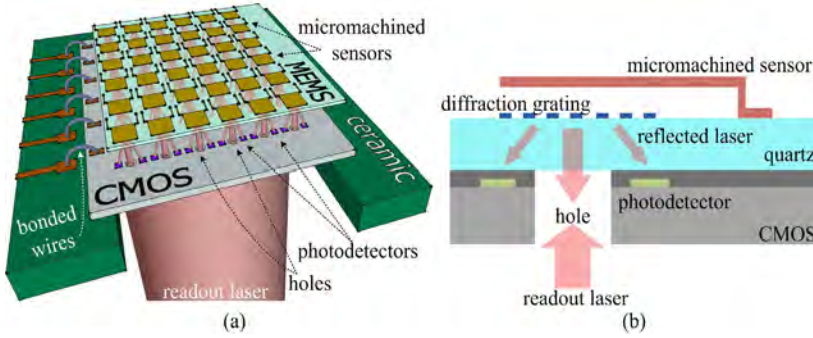 micromachined
sensors
MEMS
CMOS
ceramic
bonded
wires
photodetectors
holes
readout laser
(a)
micromachined sensor
diffraction grating
reflected laser
quartz
photodetector
hole
CMOS
readout laser
(b)